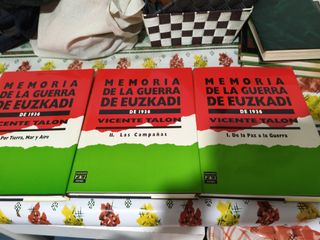 MEMORIA
DE LA GUERRA
DE EUZKADI
DE 1936
VICENTE TALON
Por Tierra, Mar y Aire
MEMORIA
DE LA GUERRA
DE EUZKADI
DE 1936
VICENTE TALON
II. Las Campañas
MEMORIA
DE LA GUERRA
DE EUZKADI
DE 1936
VICENTE TALON
I. De la Paz a la Guerra